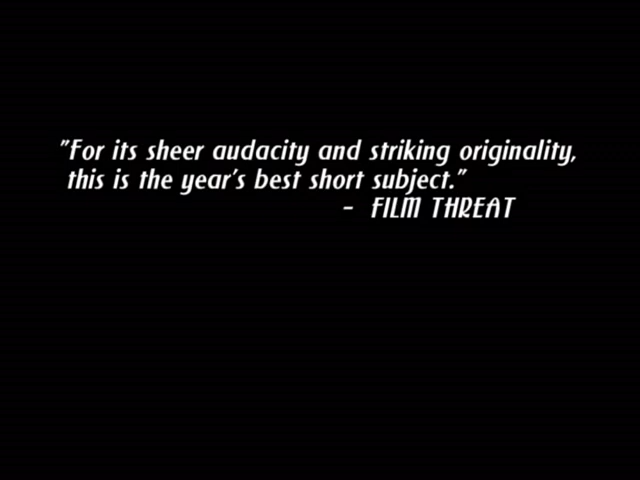 "For its sheer audacity and striking originality,
this is the year's best short subject."
- FILM THREAT